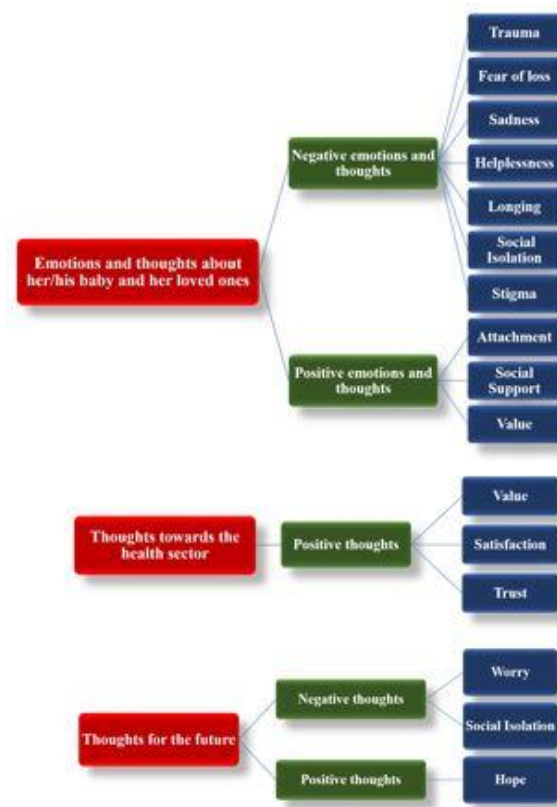 Emotions and thoughts about
her/his baby and her loved ones
Negative emotions and
thoughts
Trauma
Fear of loss
Sadness
Helplessness
Longing
Social
Isolation
Stigma
Positive emotions and
thoughts
Attachment
Social
Support
Value
Thoughts towards the
health sector
Positive thoughts
Value
Satisfaction
Trust
Thoughts for the future
Negative thoughts
Worry
Social Isolation
Positive thoughts
Hope